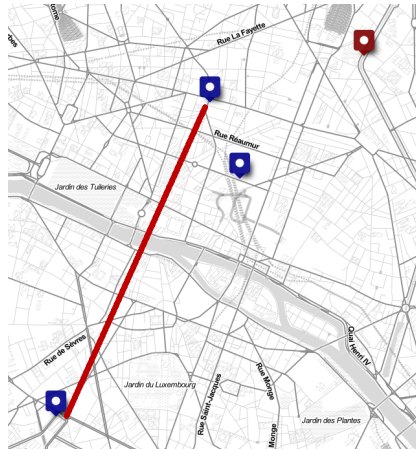 Rue La Fayette
Rue Réaumur
Jardin des Tuileries
Rue de Sèvres
Jardin du Luxembourg
Rue Saint-Jacques
Rue Monge
Monge
Quai Henri IV
Jardin des Plantes